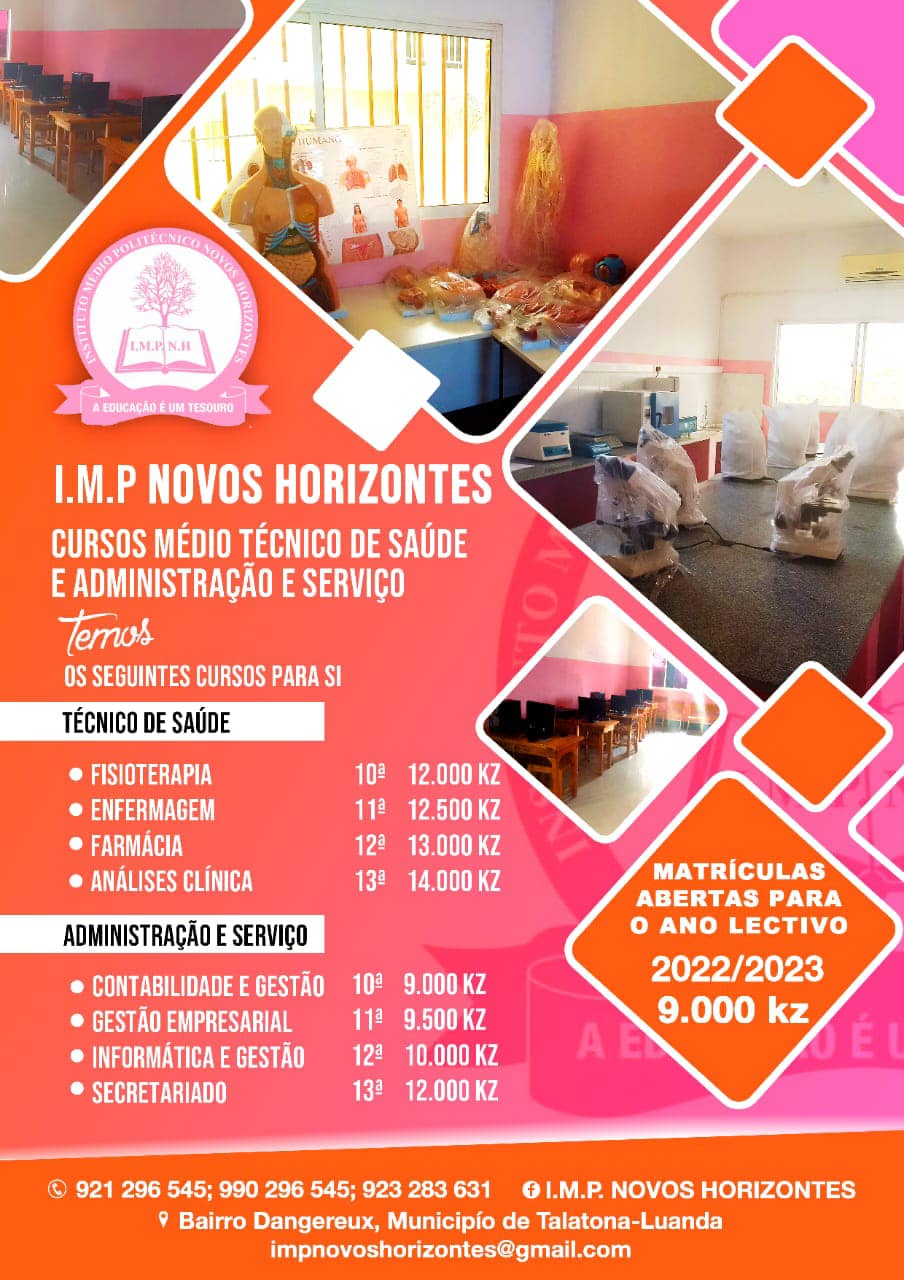 HUMANO
INSTITUTO MÉDIO POLITÉCNICO NOVOS HORIZONTES
I.M.P. N.H
A EDUCAÇÃO É UM TESOURO
I.M.P NOVOS HORIZONTES
CURSOS MÉDIO TÉCNICO DE SAÚDE
E ADMINISTRAÇÃO E SERVIÇO
Temos
OS SEGUINTES CURSOS PARA SI
TÉCNICO DE SAÚDE
• FISIOTERAPIA 10ª 12.000 KZ
• ENFERMAGEM 11ª 12.500 KZ
• FARMÁCIA 12ª 13.000 KZ
• ANÁLISES CLÍNICA 13ª 14.000 KZ
ADMINISTRAÇÃO E SERVIÇO
• CONTABILIDADE E GESTÃO 10ª 9.000 KZ
• GESTÃO EMPRESARIAL 11ª 9.500 KZ
• INFORMÁTICA E GESTÃO 12ª 10.000 KZ
• SECRETARIADO 13ª 12.000 KZ
MATRÍCULAS
ABERTAS PARA
O ANO LECTIVO
2022/2023
9.000 kz
921 296 545; 990 296 545; 923 283 631 I.M.P. NOVOS HORIZONTES
Bairro Dangereux, Municipío de Talatona-Luanda
impnovoshorizontes@gmail.com